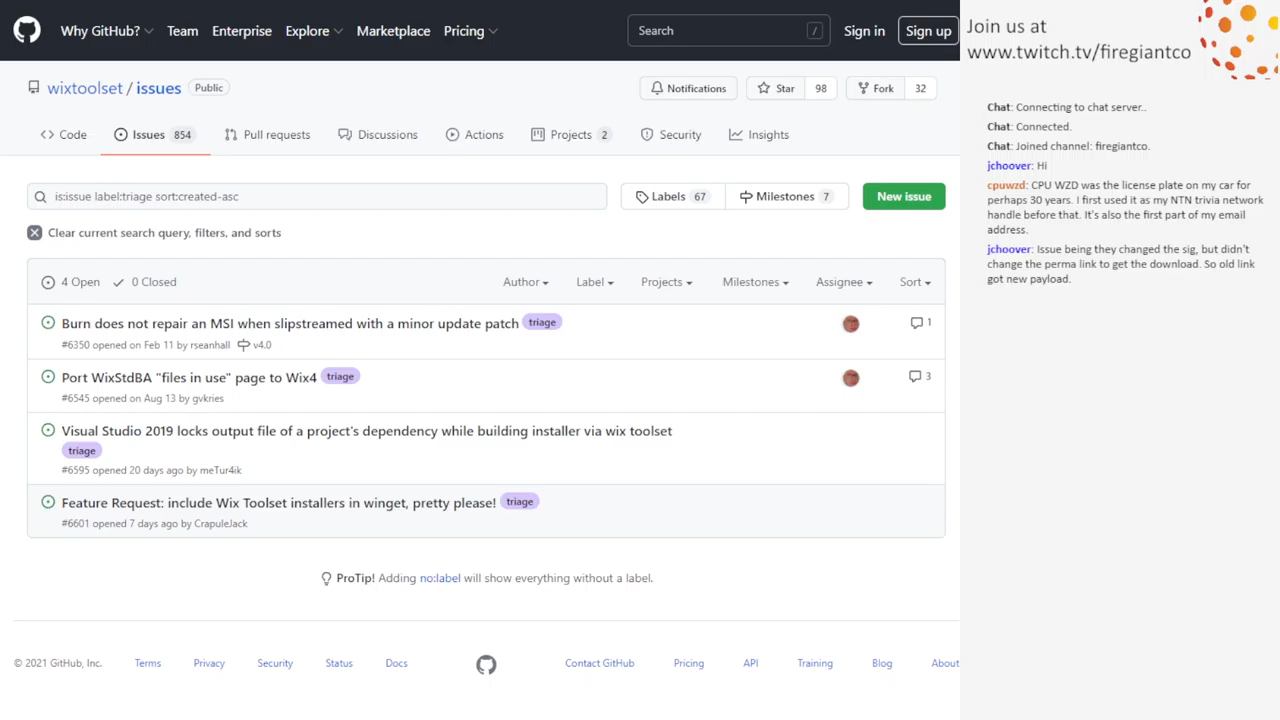 Why GitHub? Team Enterprise Explore Marketplace Pricing Search / Sign in Sign up
wixtoolset / issues Public Notifications Star 98 Fork 32
Code Issues 854 Pull requests Discussions Actions Projects 2 Security Insights
is:issue label:triage sort:created-asc Labels 67 Milestones 7 New issue
Clear current search query, filters, and sorts
4 Open 0 Closed Author Label Projects Milestones Assignee Sort
Burn does not repair an MSI when slipstreamed with a minor update patch triage 1
#6350 opened on Feb 11 by rseanhall v4.0
Port WixStdBA "files in use" page to Wix4 triage 3
#6545 opened on Aug 13 by gvkries
Visual Studio 2019 locks output file of a project's dependency while building installer via wix toolset
triage
#6595 opened 20 days ago by meTur4ik
Feature Request: include Wix Toolset installers in winget, pretty please! triage
#6601 opened 7 days ago by CrapuleJack
ProTip! Adding no:label will show everything without a label.
© 2021 GitHub, Inc. Terms Privacy Security Status Docs Contact GitHub Pricing API Training Blog About
Join us at
www.twitch.tv/firegiantco
Chat: Connecting to chat server..
Chat: Connected.
Chat: Joined channel: firegiantco.
jchoover: Hi
cpuwzd: CPU WZD was the license plate on my car for
perhaps 30 years. I first used it as my NTN trivia network
handle before that. It's also the first part of my email
address.
jchoover: Issue being they changed the sig, but didn't
change the perma link to get the download. So old link
got new payload.